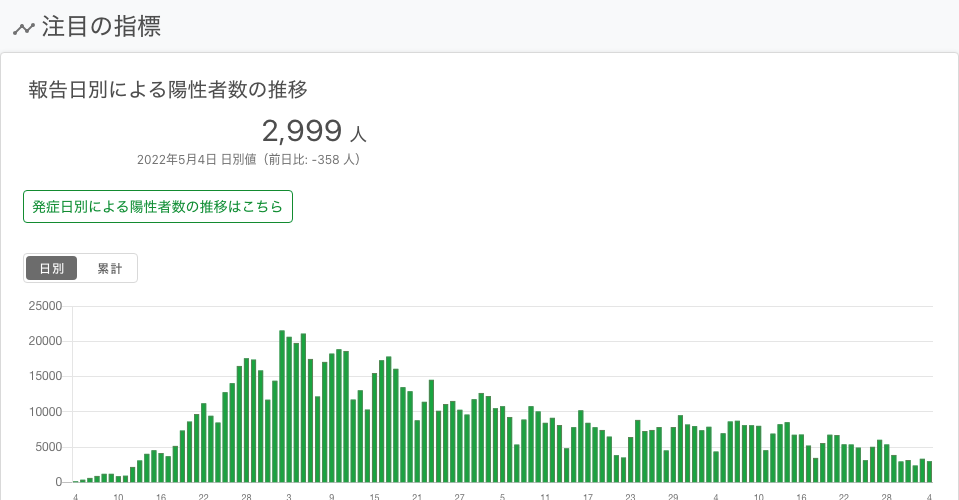 注目の指標
報告日別による陽性者数の推移
2,999 人
2022年5月4日 日別値（前日比: -358 人）
発症日別による陽性者数の推移はこちら
日別 累計
25000
20000
15000
10000
5000
0
4 10 16 22 28 3 9 15 21 27 5 11 17 23 29 4 10 16 22 28 4